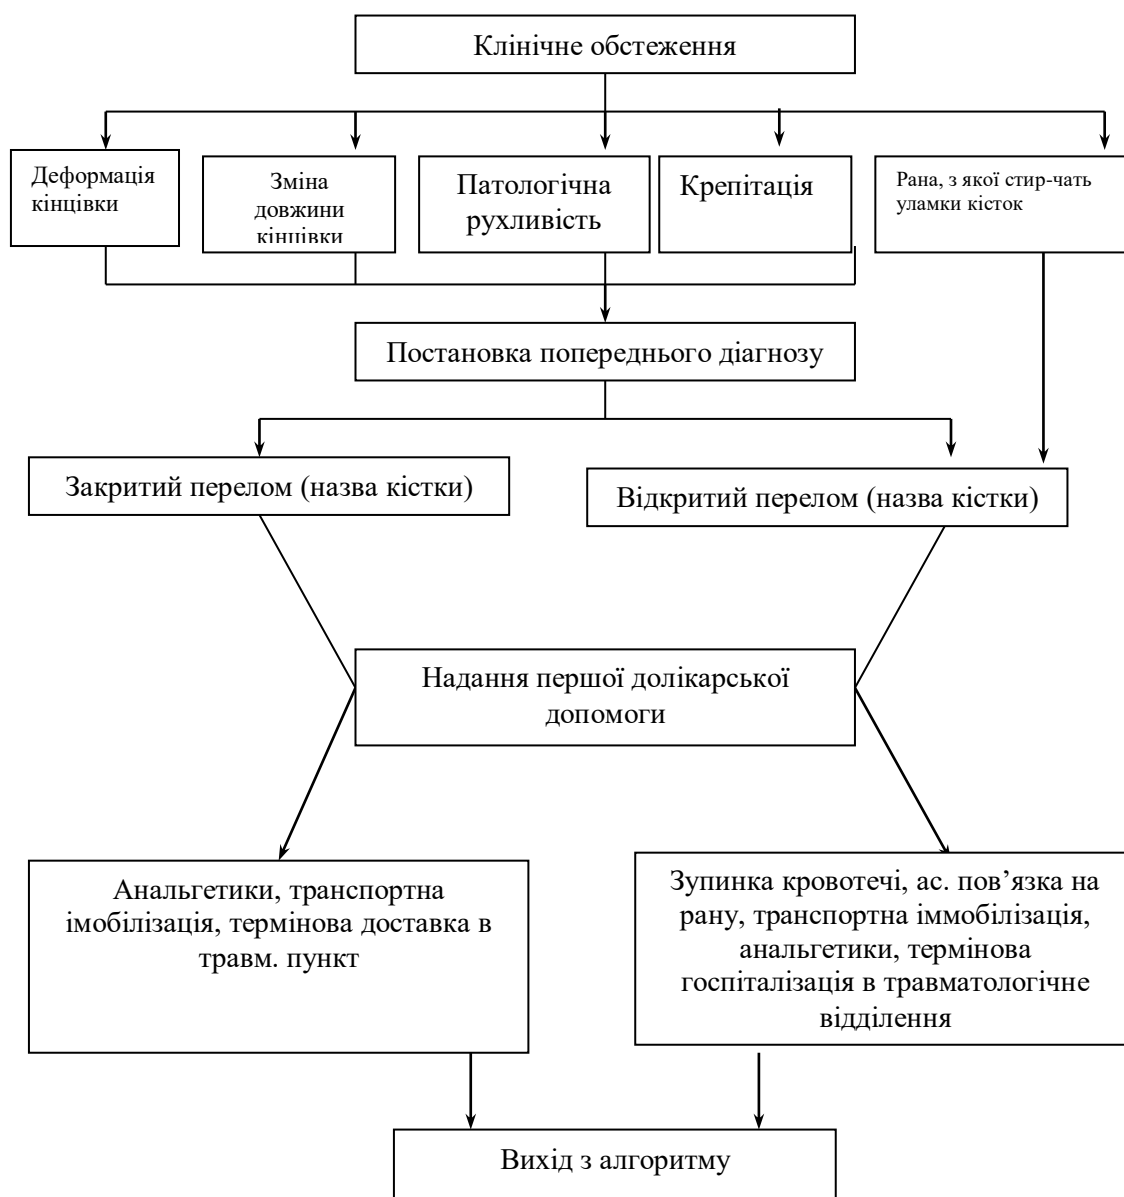 Клінічне обстеження
Деформація
кінцівки
Зміна
довжини
кінцівки
Патологічна
рухливість
Крепітація
Рана, з якої стир-чать
уламки кісток
Постановка попереднього діагнозу
Закритий перелом (назва кістки)
Відкритий перелом (назва кістки)
Надання першої долікарської
допомоги
Анальгетики, транспортна
імобілізація, термінова доставка в
травм. пункт
Зупинка кровотечі, ас. пов’язка на
рану, транспортна іммобілізація,
анальгетики, термінова
госпіталізація в травматологічне
відділення
Вихід з алгоритму